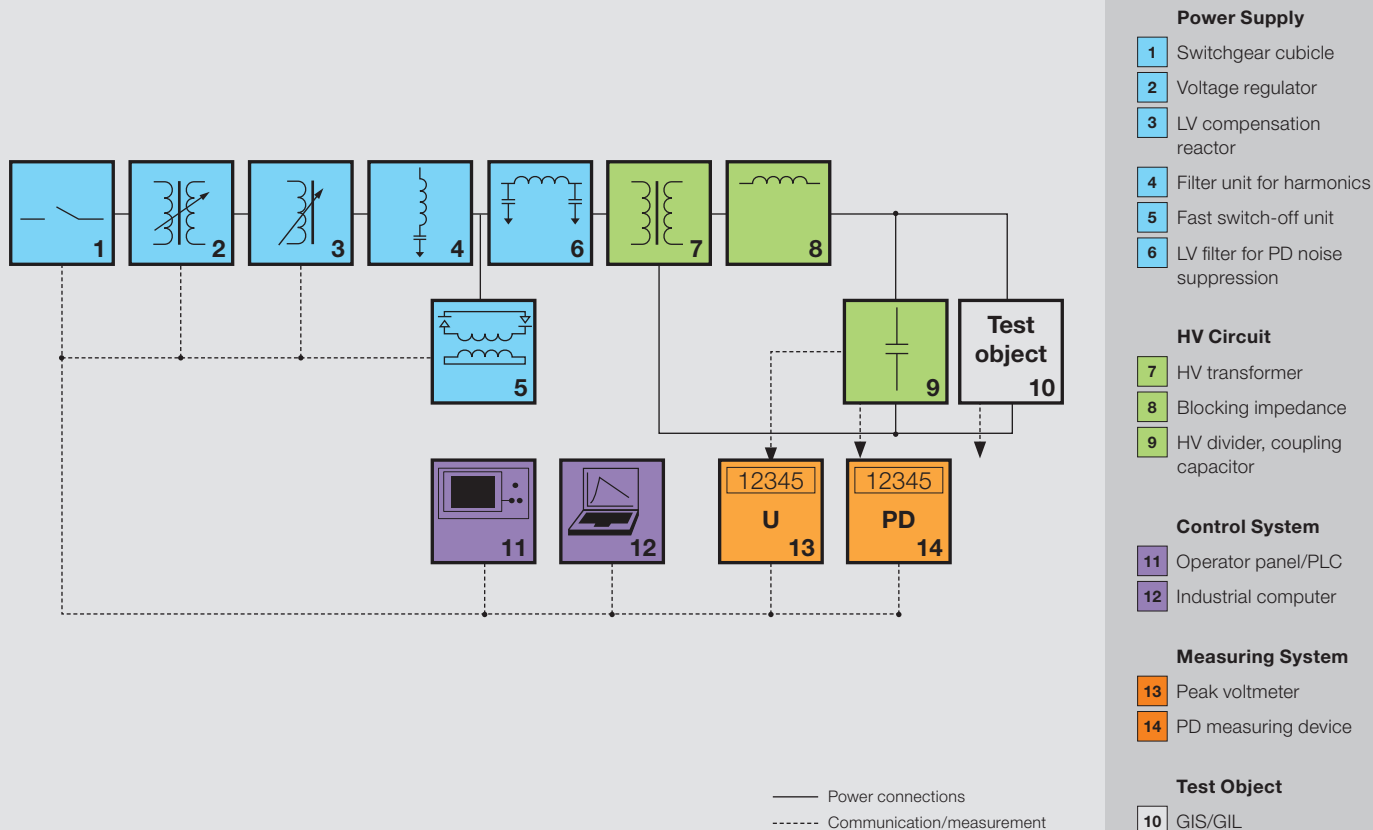 1
2
3
4
6
7
8
5
9
Test
object
10
11
12
12345
U
13
12345
PD
14
Power connections
Communication/measurement
Power Supply
1 Switchgear cubicle
2 Voltage regulator
3 LV compensation
reactor
4 Filter unit for harmonics
5 Fast switch-off unit
6 LV filter for PD noise
suppression
HV Circuit
7 HV transformer
8 Blocking impedance
9 HV divider, coupling
capacitor
Control System
11 Operator panel/PLC
12 Industrial computer
Measuring System
13 Peak voltmeter
14 PD measuring device
Test Object
10 GIS/GIL